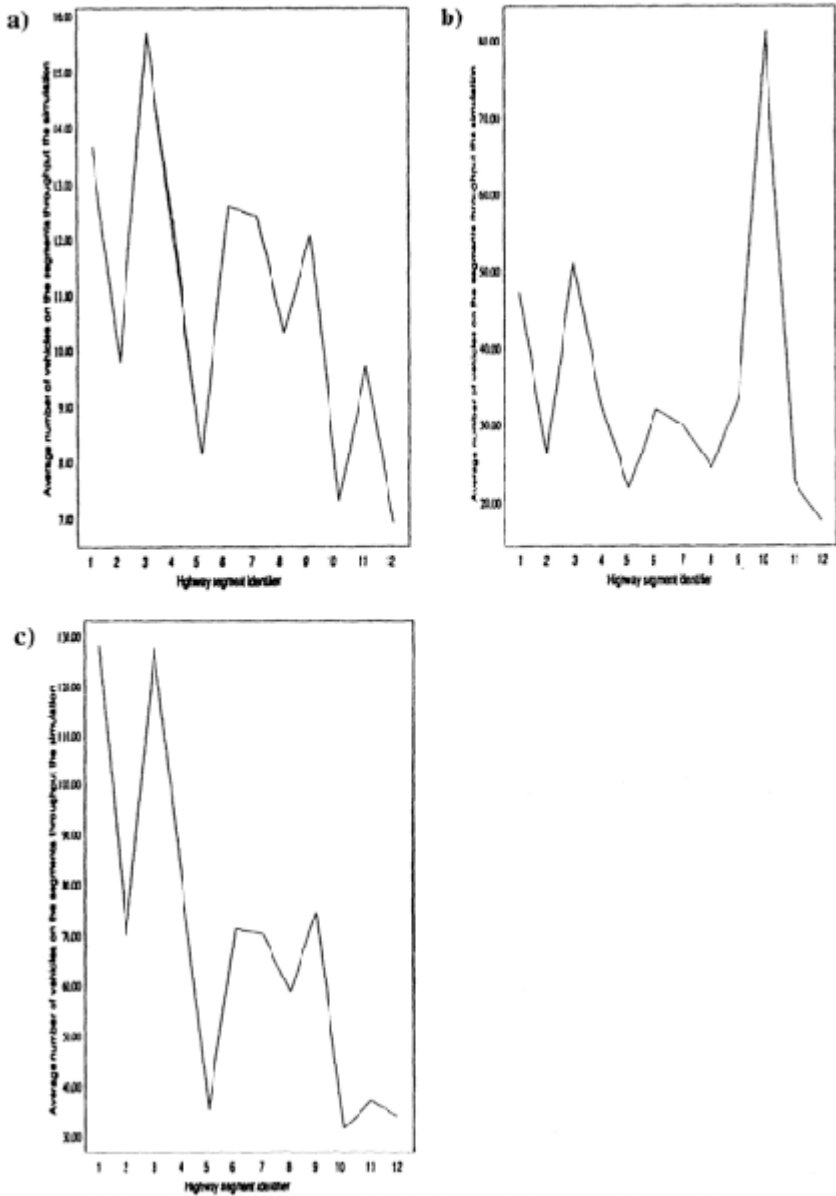 a)
Average number of vehicles on the segments throughput the simulation
16.00
15.00
14.00
13.00
12.00
11.00
10.00
9.00
8.00
7.00
1 2 3 4 5 6 7 8 9 10 11 12
Highway segment identifier
b)
Average number of vehicles on the segments throughput the simulation
80.00
70.00
60.00
50.00
40.00
30.00
20.00
1 2 3 4 5 6 7 8 9 10 11 12
Highway segment identifier
c)
Average number of vehicles on the segments throughput the simulation
130.00
120.00
110.00
100.00
90.00
80.00
70.00
60.00
50.00
40.00
30.00
1 2 3 4 5 6 7 8 9 10 11 12
Highway segment identifier